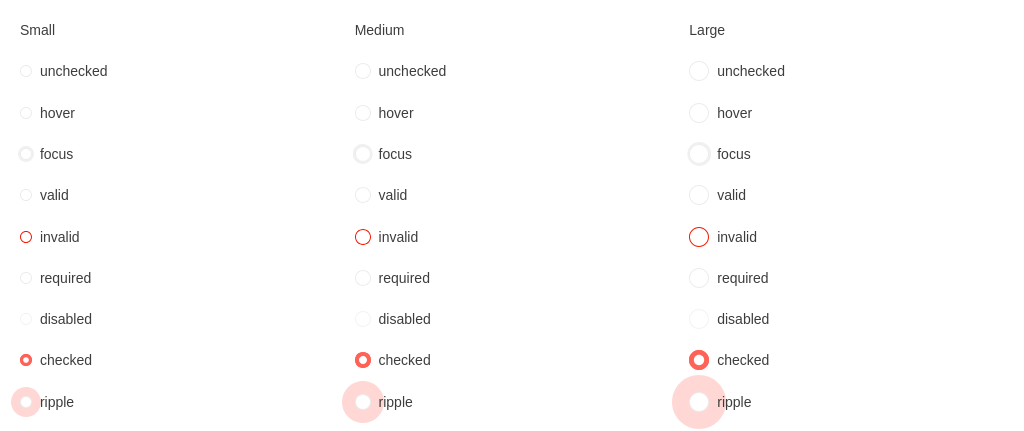 Small
unchecked
hover
focus
valid
invalid
required
disabled
checked
ripple
Medium
unchecked
hover
focus
valid
invalid
required
disabled
checked
ripple
Large
unchecked
hover
focus
valid
invalid
required
disabled
checked
ripple